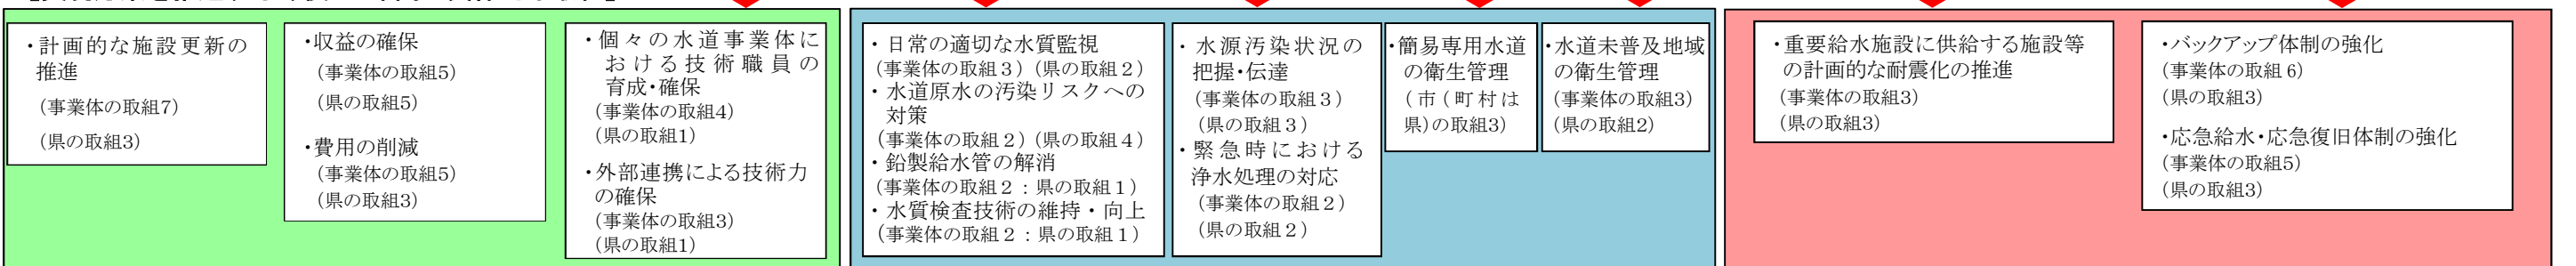 ・計画的な施設更新の
推進
（事業体の取組7）
（県の取組3）
・収益の確保
（事業体の取組5）
（県の取組5）
・費用の削減
（事業体の取組5）
（県の取組3）
・個々の水道事業体に
おける技術職員の
育成・確保
（事業体の取組4）
（県の取組1）
・外部連携による技術力
の確保
（事業体の取組3）
（県の取組1）
・日常の適切な水質監視
（事業体の取組３）（県の取組２）
・水道原水の汚染リスクへの
対策
（事業体の取組２）（県の取組４）
・鉛製給水管の解消
（事業体の取組２：県の取組１）
・水質検査技術の維持・向上
（事業体の取組２：県の取組１）
・水源汚染状況の
把握・伝達
（事業体の取組３）
（県の取組３）
・緊急時における
浄水処理の対応
（事業体の取組２）
（県の取組２）
・簡易専用水道
の衛生管理
（市（町村は
県）の取組3）
・水道未普及地域
の衛生管理
（事業体の取組3）
（県の取組2）
・重要給水施設に供給する施設等
の計画的な耐震化の推進
（事業体の取組3）
（県の取組3）
・バックアップ体制の強化
（事業体の取組６）
（県の取組3）
・応急給水・応急復旧体制の強化
（事業体の取組5）
（県の取組3）